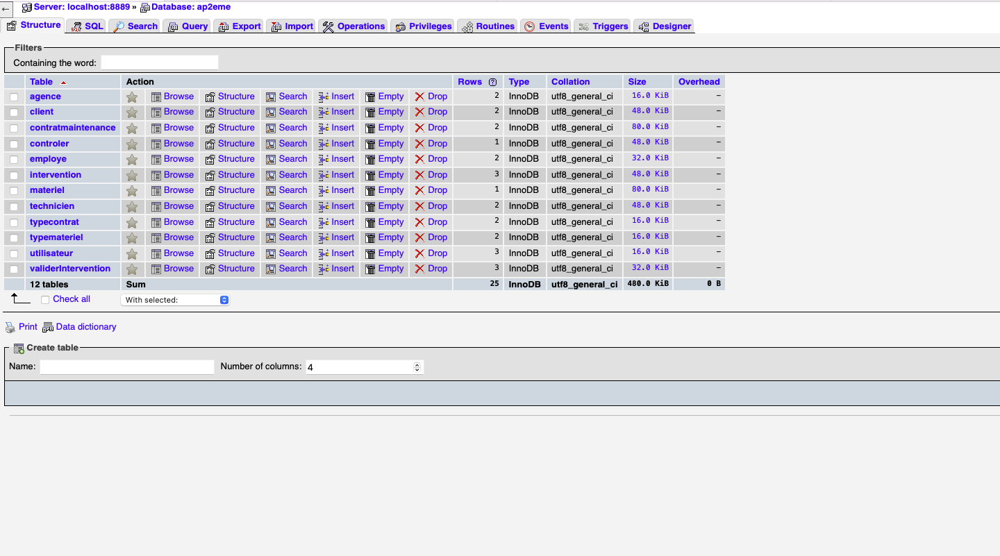 ← Server: localhost:8889 » Database: ap2eme
Structure SQL Search Query Export Import Operations Privileges Routines Events Triggers Designer
Filters
Containing the word:
Table Action Rows Type Collation Size Overhead
agence Browse Structure Search Insert Empty Drop 2 InnoDB utf8_general_ci 16.0 KiB –
client Browse Structure Search Insert Empty Drop 2 InnoDB utf8_general_ci 48.0 KiB –
contratmaintenance Browse Structure Search Insert Empty Drop 2 InnoDB utf8_general_ci 80.0 KiB –
controler Browse Structure Search Insert Empty Drop 1 InnoDB utf8_general_ci 48.0 KiB –
employe Browse Structure Search Insert Empty Drop 2 InnoDB utf8_general_ci 32.0 KiB –
intervention Browse Structure Search Insert Empty Drop 3 InnoDB utf8_general_ci 48.0 KiB –
materiel Browse Structure Search Insert Empty Drop 1 InnoDB utf8_general_ci 80.0 KiB –
technicien Browse Structure Search Insert Empty Drop 2 InnoDB utf8_general_ci 48.0 KiB –
typecontrat Browse Structure Search Insert Empty Drop 2 InnoDB utf8_general_ci 16.0 KiB –
typemateriel Browse Structure Search Insert Empty Drop 2 InnoDB utf8_general_ci 16.0 KiB –
utilisateur Browse Structure Search Insert Empty Drop 3 InnoDB utf8_general_ci 16.0 KiB –
validerIntervention Browse Structure Search Insert Empty Drop 3 InnoDB utf8_general_ci 32.0 KiB –
12 tables Sum 25 InnoDB utf8_general_ci 480.0 KiB 0 B
Check all With selected:
Print Data dictionary
Create table
Name: Number of columns: 4